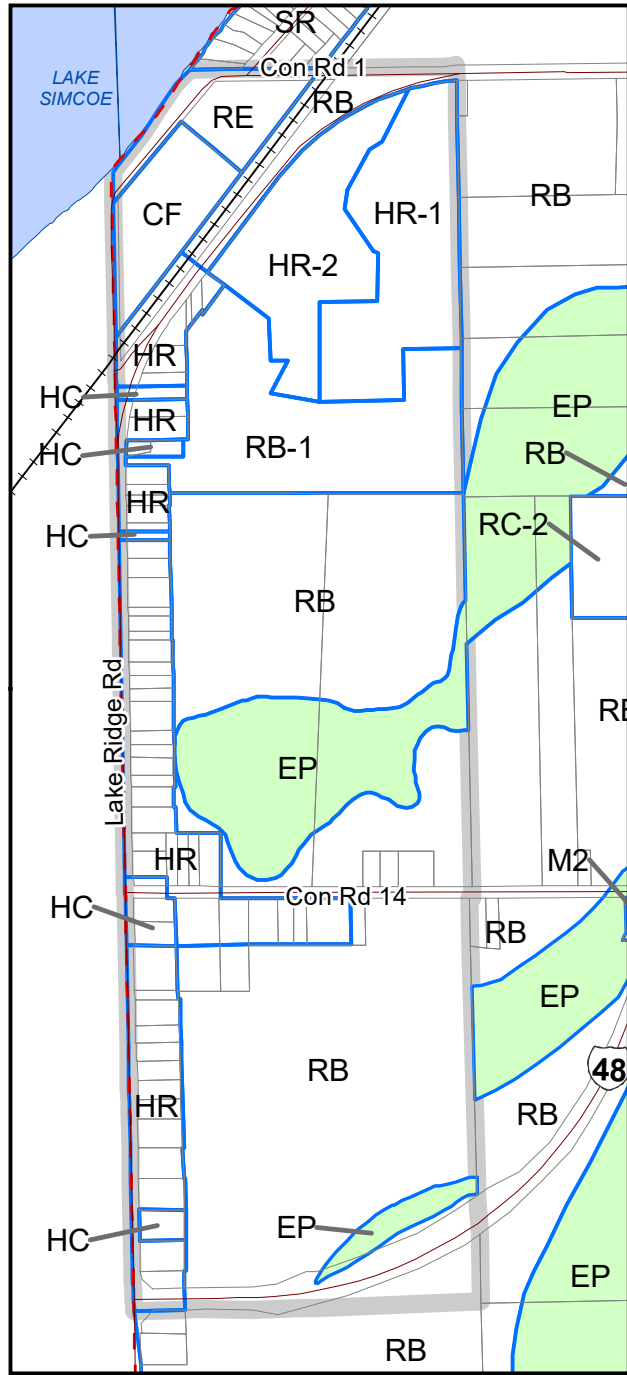 SR
Con Rd 1
LAKE
SIMCOE
RE
RB
CF
HR-1
RB
HR-2
HR
HC
EP
HR
HC
RB-1
RB
HR
RC-2
HC
RB
Lake Ridge Rd
RB
EP
HR
M2
HC
Con Rd 14
RB
EP
RB
48
HR
RB
HC
EP
EP
RB